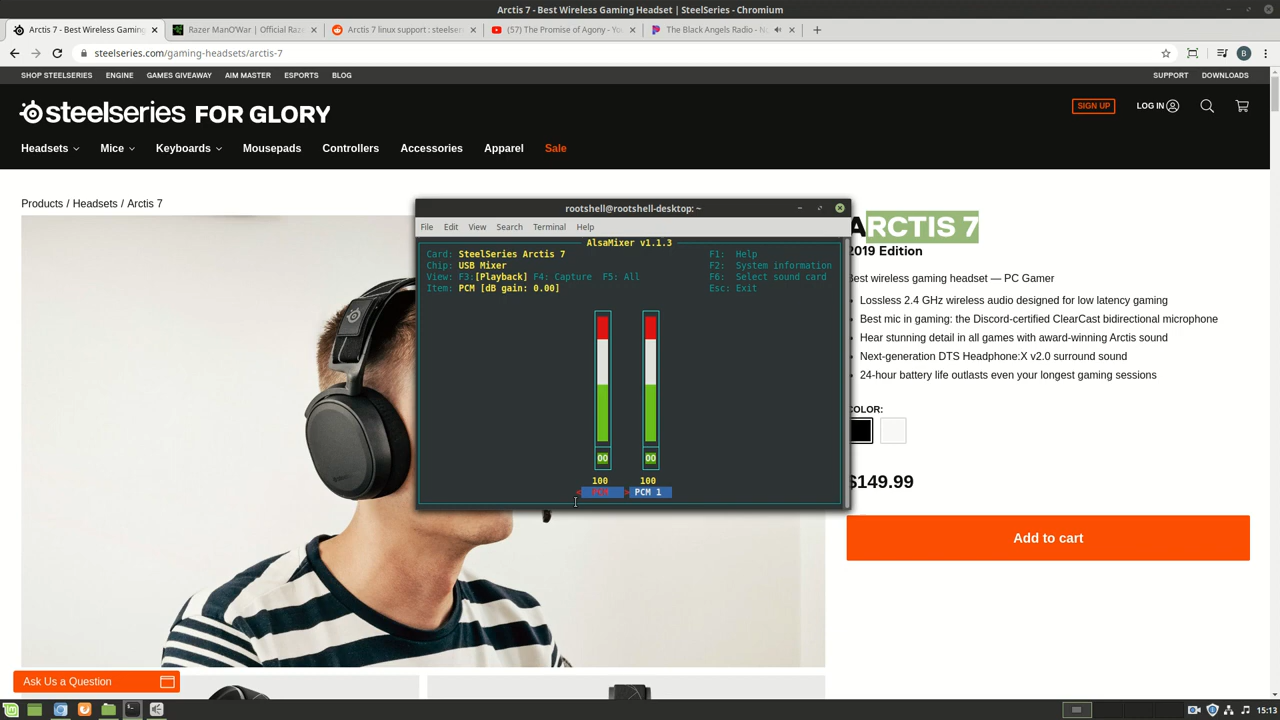 Arctis 7 - Best Wireless Gaming Headset | SteelSeries - Chromium
Arctis 7 - Best Wireless Gaming
Razer ManO'War | Official Raze
Arctis 7 linux support : steelser
(57) The Promise of Agony - You
The Black Angels Radio - No
steelseries.com/gaming-headsets/arctis-7
B
SHOP STEELSERIES ENGINE GAMES GIVEAWAY AIM MASTER ESPORTS BLOG
SUPPORT DOWNLOADS
steelseries FOR GLORY
SIGN UP
LOG IN
Headsets Mice Keyboards Mousepads Controllers Accessories Apparel Sale
Products / Headsets / Arctis 7
rootshell@rootshell-desktop: ~
File Edit View Search Terminal Help
AlsaMixer v1.1.3
Card: SteelSeries Arctis 7 F1: Help
Chip: USB Mixer F2: System information
View: F3:[Playback] F4: Capture F5: All F6: Select sound card
Item: PCM [dB gain: 0.00] Esc: Exit
00 00
100 100
< PCM > PCM 1
ARCTIS 7
2019 Edition
Best wireless gaming headset — PC Gamer
• Lossless 2.4 GHz wireless audio designed for low latency gaming
• Best mic in gaming: the Discord-certified ClearCast bidirectional microphone
• Hear stunning detail in all games with award-winning Arctis sound
• Next-generation DTS Headphone:X v2.0 surround sound
• 24-hour battery life outlasts even your longest gaming sessions
COLOR:
$149.99
Add to cart
Ask Us a Question
15:13